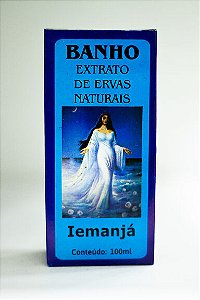 BANHO
EXTRATO
DE ERVAS
NATURAIS
Iemanjá
Conteúdo: 100ml